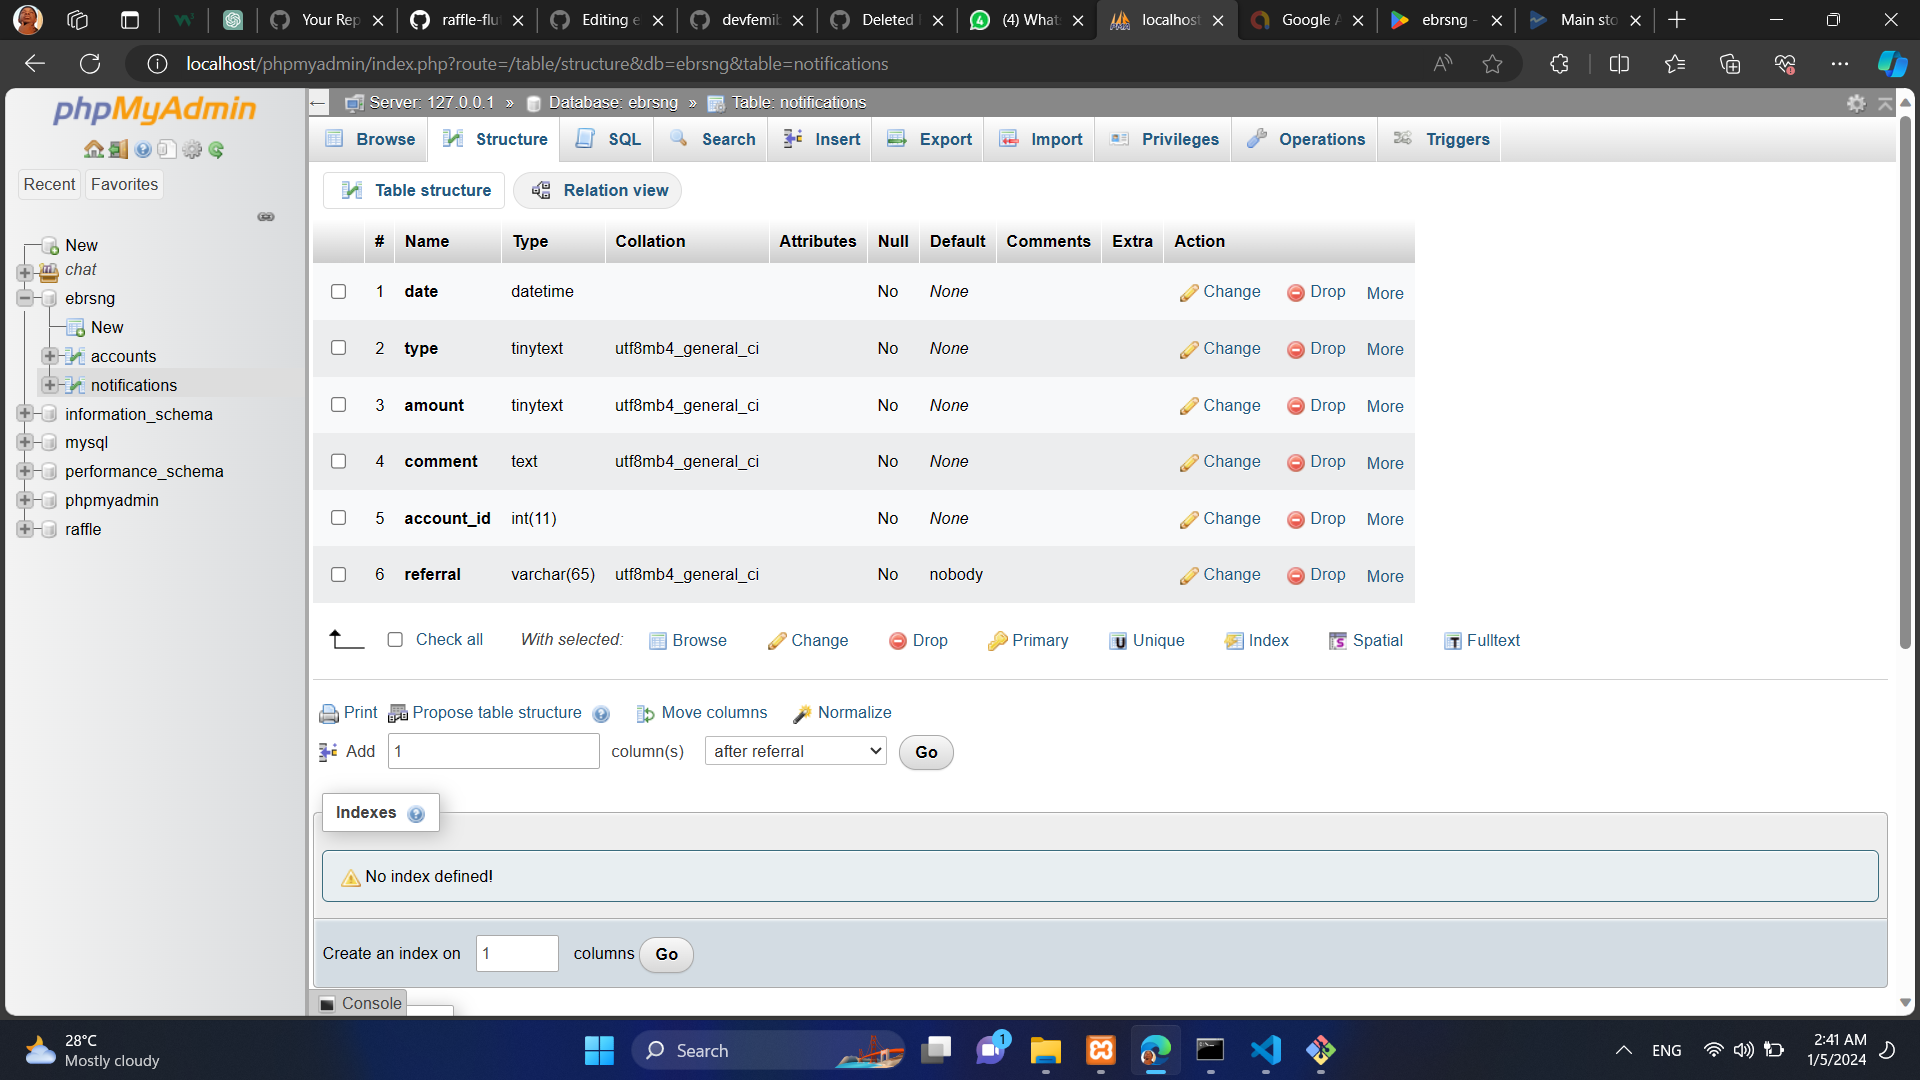 Your Rep
raffle-flu
Editing e
devfemib
Deleted
(4) What
localhost
Google A
ebrsng -
Main sto
localhost/phpmyadmin/index.php?route=/table/structure&db=ebrsng&table=notifications
phpMyAdmin
Recent
Favorites
New
chat
ebrsng
New
accounts
notifications
information_schema
mysql
performance_schema
phpmyadmin
raffle
Server: 127.0.0.1 » Database: ebrsng » Table: notifications
Browse Structure SQL Search Insert Export Import Privileges Operations Triggers
Table structure Relation view
# Name Type Collation Attributes Null Default Comments Extra Action
1 date datetime No None Change Drop More
2 type tinytext utf8mb4_general_ci No None Change Drop More
3 amount tinytext utf8mb4_general_ci No None Change Drop More
4 comment text utf8mb4_general_ci No None Change Drop More
5 account_id int(11) No None Change Drop More
6 referral varchar(65) utf8mb4_general_ci No nobody Change Drop More
Check all With selected: Browse Change Drop Primary Unique Index Spatial Fulltext
Print Propose table structure Move columns Normalize
Add 1 column(s) after referral Go
Indexes
No index defined!
Create an index on 1 columns Go
Console
28°C
Mostly cloudy
Search
1
ENG
2:41 AM
1/5/2024